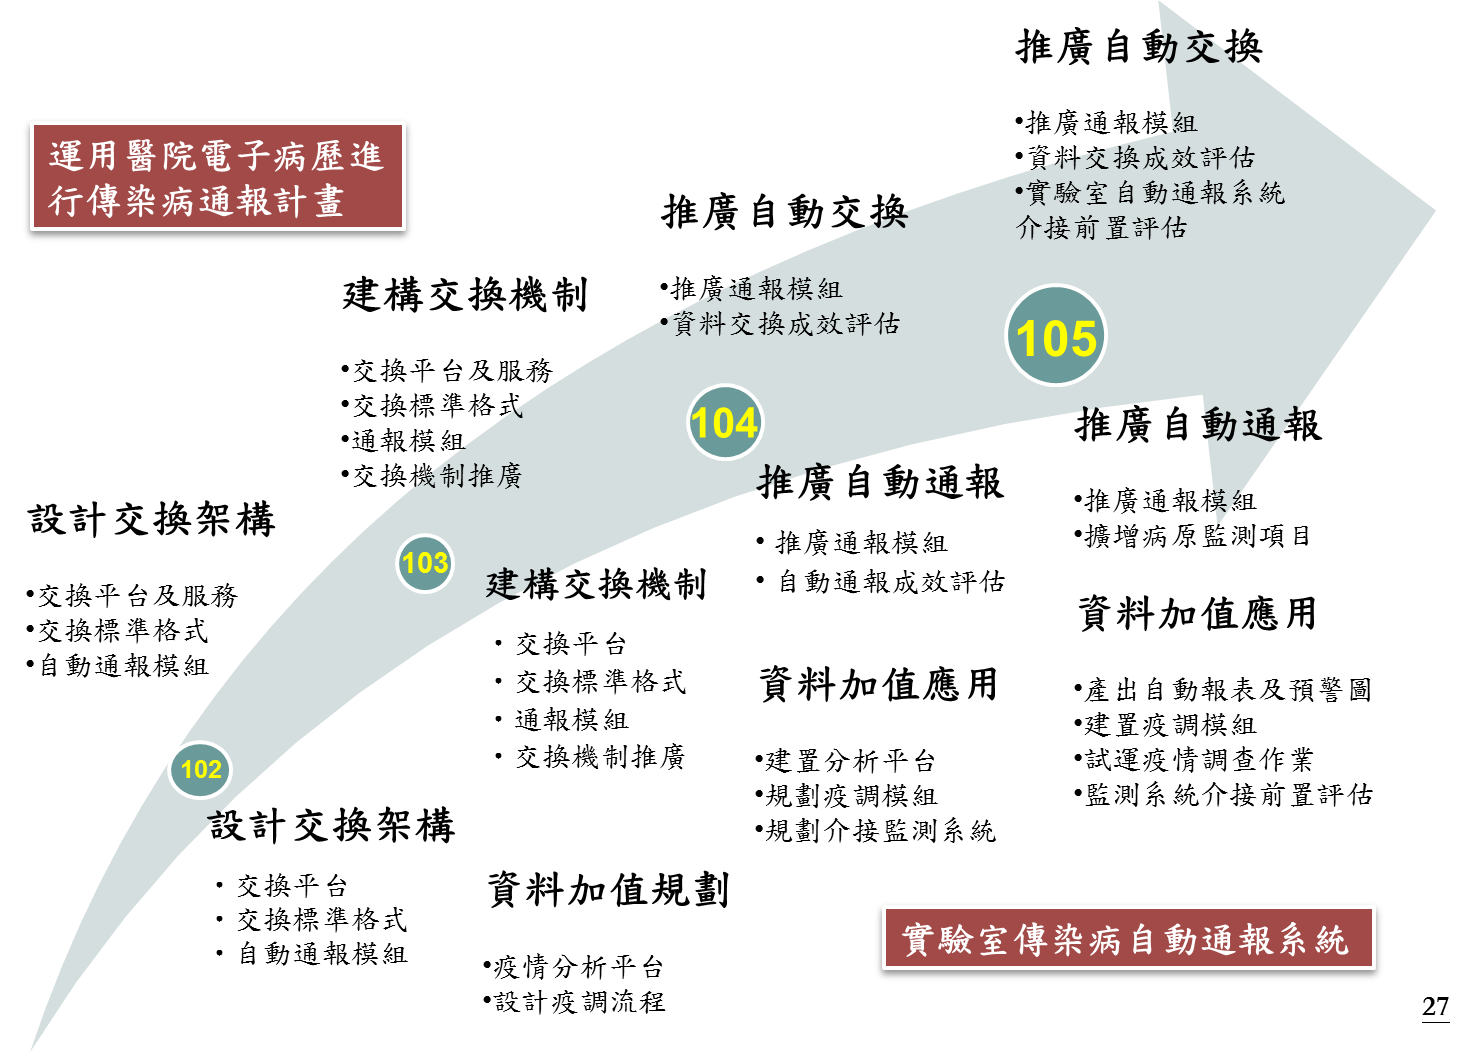 運用醫院電子病歷進
行傳染病通報計畫
設計交換架構
•交換平台及服務
•交換標準格式
•自動通報模組
建構交換機制
•交換平台及服務
•交換標準格式
•通報模組
•交換機制推廣
推廣自動交換
•推廣通報模組
•資料交換成效評估
推廣自動交換
•推廣通報模組
•資料交換成效評估
•實驗室自動通報系統
介接前置評估
102
103
104
105
設計交換架構
• 交換平台
• 交換標準格式
• 自動通報模組
建構交換機制
• 交換平台
• 交換標準格式
• 通報模組
• 交換機制推廣
資料加值規劃
•疫情分析平台
•設計疫調流程
推廣自動通報
• 推廣通報模組
• 自動通報成效評估
資料加值應用
•建置分析平台
•規劃疫調模組
•規劃介接監測系統
推廣自動通報
•推廣通報模組
•擴增病原監測項目
資料加值應用
•產出自動報表及預警圖
•建置疫調模組
•試運疫情調查作業
•監測系統介接前置評估
實驗室傳染病自動通報系統
27